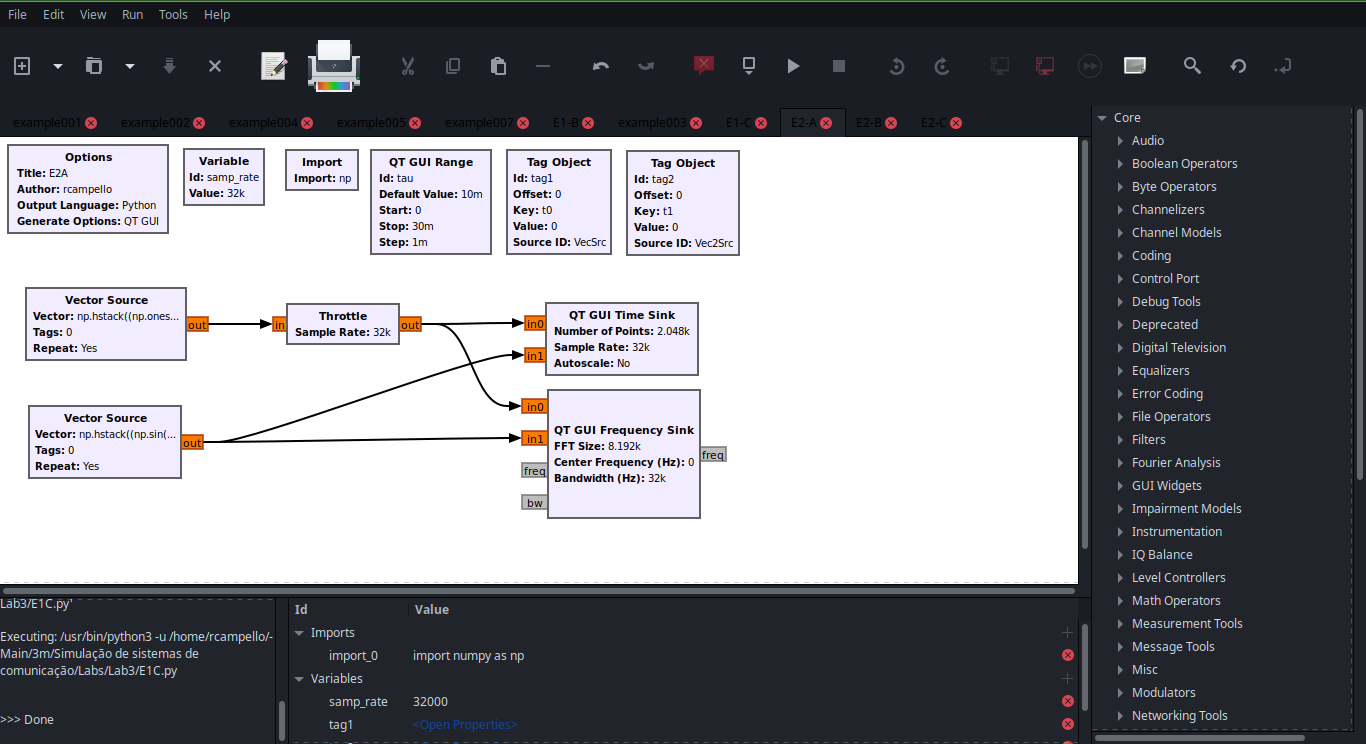 File Edit View Run Tools Help
example001 example002 example004 example005 example007 E1-B example003 E1-C E2-A E2-B E2-C
Options
Title: E2A
Author: rcampello
Output Language: Python
Generate Options: QT GUI
Variable
Id: samp_rate
Value: 32k
Import
Import: np
QT GUI Range
Id: tau
Default Value: 10m
Start: 0
Stop: 30m
Step: 1m
Tag Object
Id: tag1
Offset: 0
Key: t0
Value: 0
Source ID: VecSrc
Tag Object
Id: tag2
Offset: 0
Key: t1
Value: 0
Source ID: Vec2Src
Vector Source
Vector: np.hstack((np.ones...
Tags: 0
Repeat: Yes
out
in
Throttle
Sample Rate: 32k
out
in0
in1
QT GUI Time Sink
Number of Points: 2.048k
Sample Rate: 32k
Autoscale: No
Vector Source
Vector: np.hstack((np.sin(...
Tags: 0
Repeat: Yes
out
in0
in1
freq
bw
QT GUI Frequency Sink
FFT Size: 8.192k
Center Frequency (Hz): 0
Bandwidth (Hz): 32k
freq
Lab3/E1C.py'
Executing: /usr/bin/python3 -u /home/rcampello/-
Main/3m/Simulação de sistemas de
comunicação/Labs/Lab3/E1C.py
>>> Done
Id Value
Imports
import_0 import numpy as np
Variables
samp_rate 32000
tag1 <Open Properties>
Core
Audio
Boolean Operators
Byte Operators
Channelizers
Channel Models
Coding
Control Port
Debug Tools
Deprecated
Digital Television
Equalizers
Error Coding
File Operators
Filters
Fourier Analysis
GUI Widgets
Impairment Models
Instrumentation
IQ Balance
Level Controllers
Math Operators
Measurement Tools
Message Tools
Misc
Modulators
Networking Tools